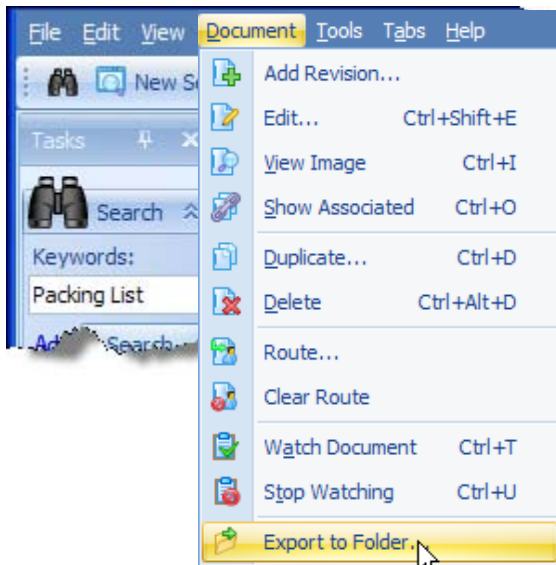 File Edit View Document Tools Tabs Help
New S
Tasks
Search
Keywords:
Packing List
Search
Add Revision...
Edit... Ctrl+Shift+E
View Image Ctrl+I
Show Associated Ctrl+O
Duplicate... Ctrl+D
Delete Ctrl+Alt+D
Route...
Clear Route
Watch Document Ctrl+T
Stop Watching Ctrl+U
Export to Folder...